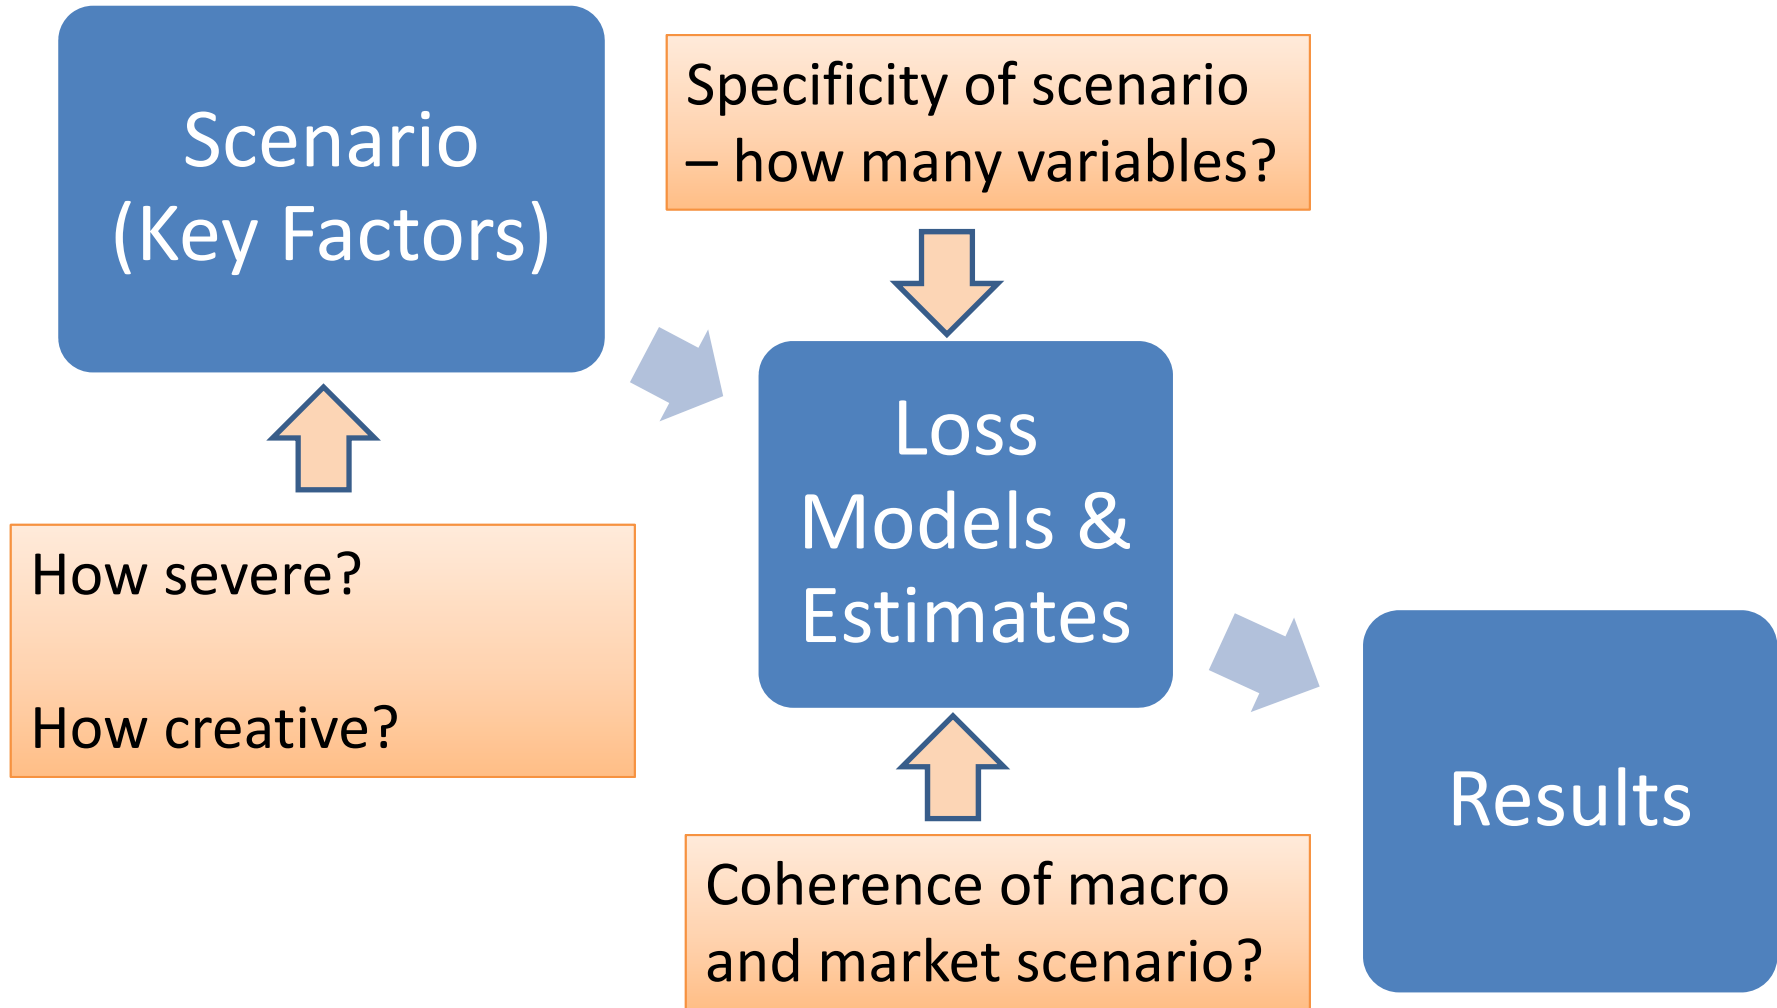 Scenario
(Key Factors)
Specificity of scenario
– how many variables?
How severe?
How creative?
Loss
Models &
Estimates
Coherence of macro
and market scenario?
Results